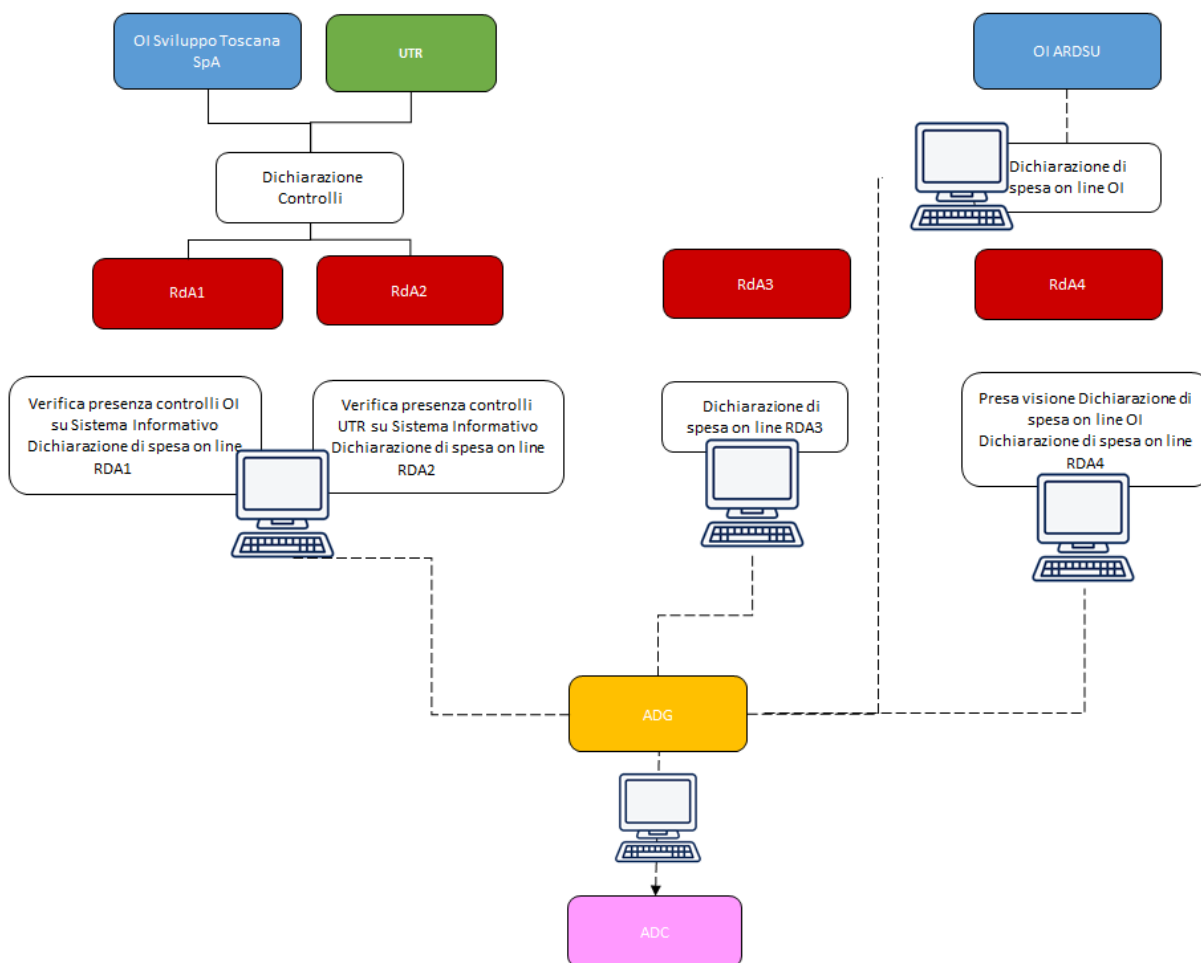 OI Sviluppo Toscana
SpA
UTR
OI ARDSU
Dichiarazione
Controlli
Dichiarazione di
spesa on line OI
RdA1
RdA2
RdA3
RdA4
Verifica presenza controlli OI
su Sistema Informativo
Dichiarazione di spesa on line
RDA1
Verifica presenza controlli
UTR su Sistema Informativo
Dichiarazione di spesa on line
RDA2
Dichiarazione di
spesa on line RDA3
Presa visione Dichiarazione di
spesa on line OI
Dichiarazione di spesa on line
RDA4
ADG
ADC